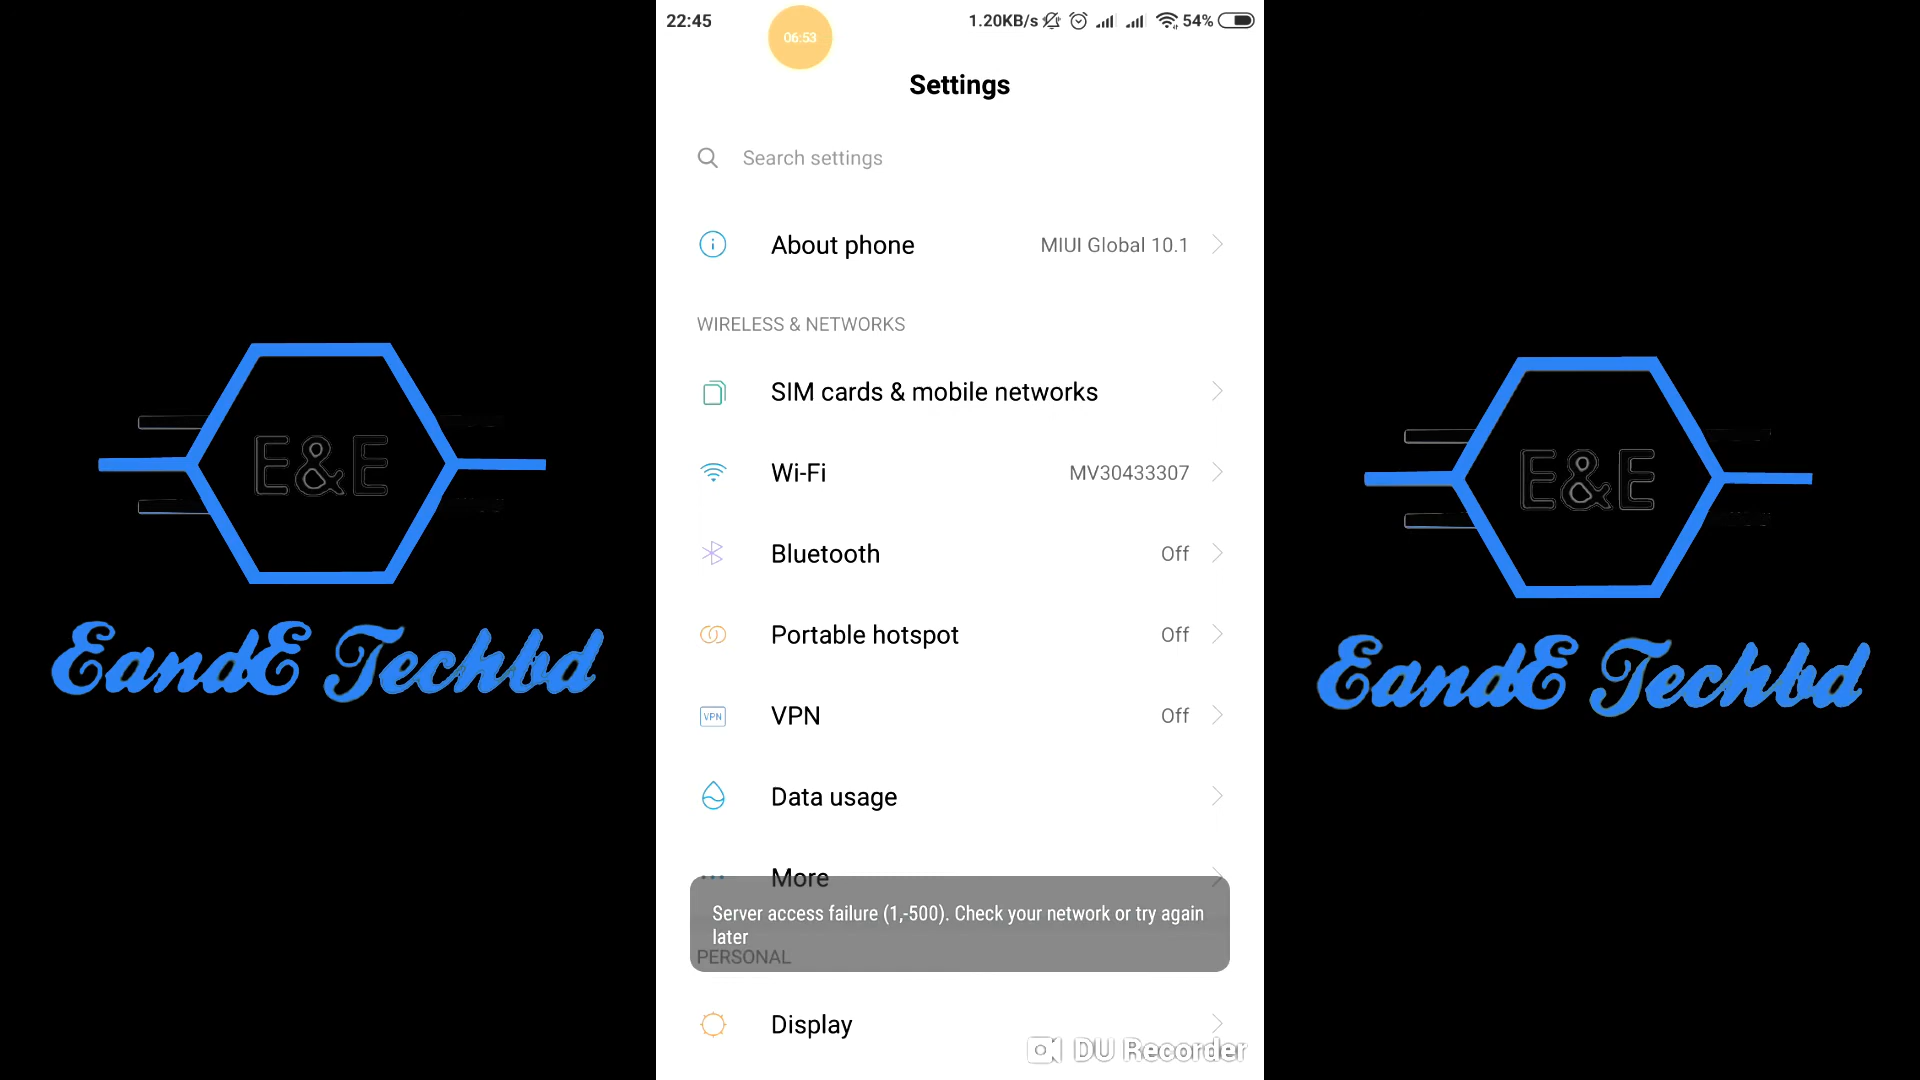 22:45
06:53
1.20KB/s
54%
Settings
Search settings
About phone
MIUI Global 10.1
WIRELESS & NETWORKS
SIM cards & mobile networks
Wi-Fi
MV30433307
Bluetooth
Off
Portable hotspot
Off
VPN
VPN
Off
Data usage
More
Server access failure (1,-500). Check your network or try again
later
PERSONAL
Display
DU Recorder
E&E
EandE Techbd
E&E
EandE Techbd